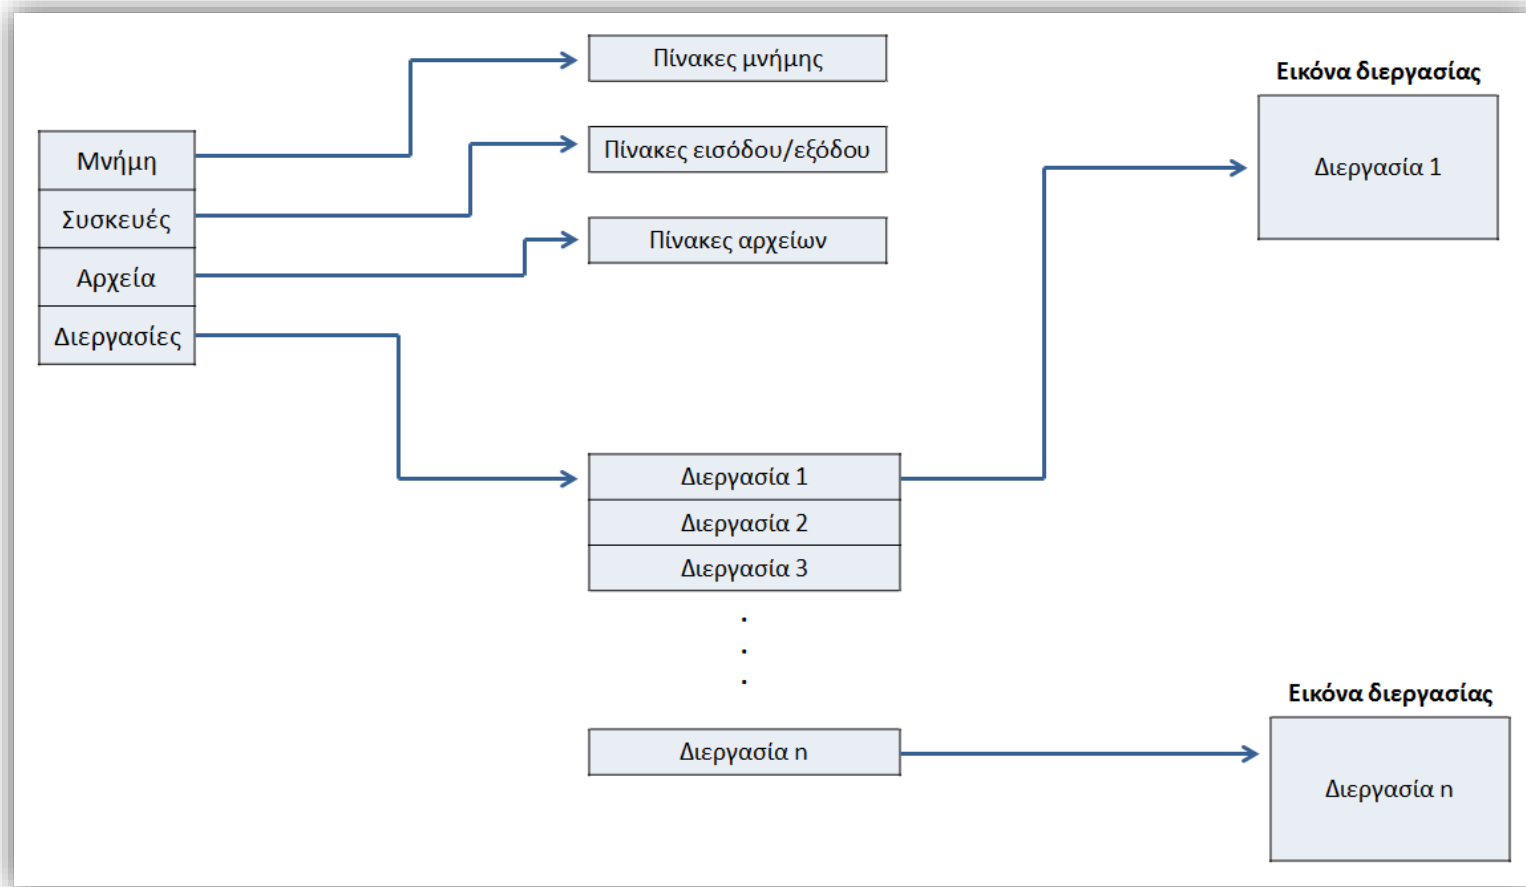 Μνήμη
Συσκευές
Αρχεία
Διεργασίες
Πίνακες μνήμης
Πίνακες εισόδου/εξόδου
Πίνακες αρχείων
Διεργασία 1
Διεργασία 2
Διεργασία 3
.
.
.
Διεργασία n
Εικόνα διεργασίας
Διεργασία 1
Εικόνα διεργασίας
Διεργασία n